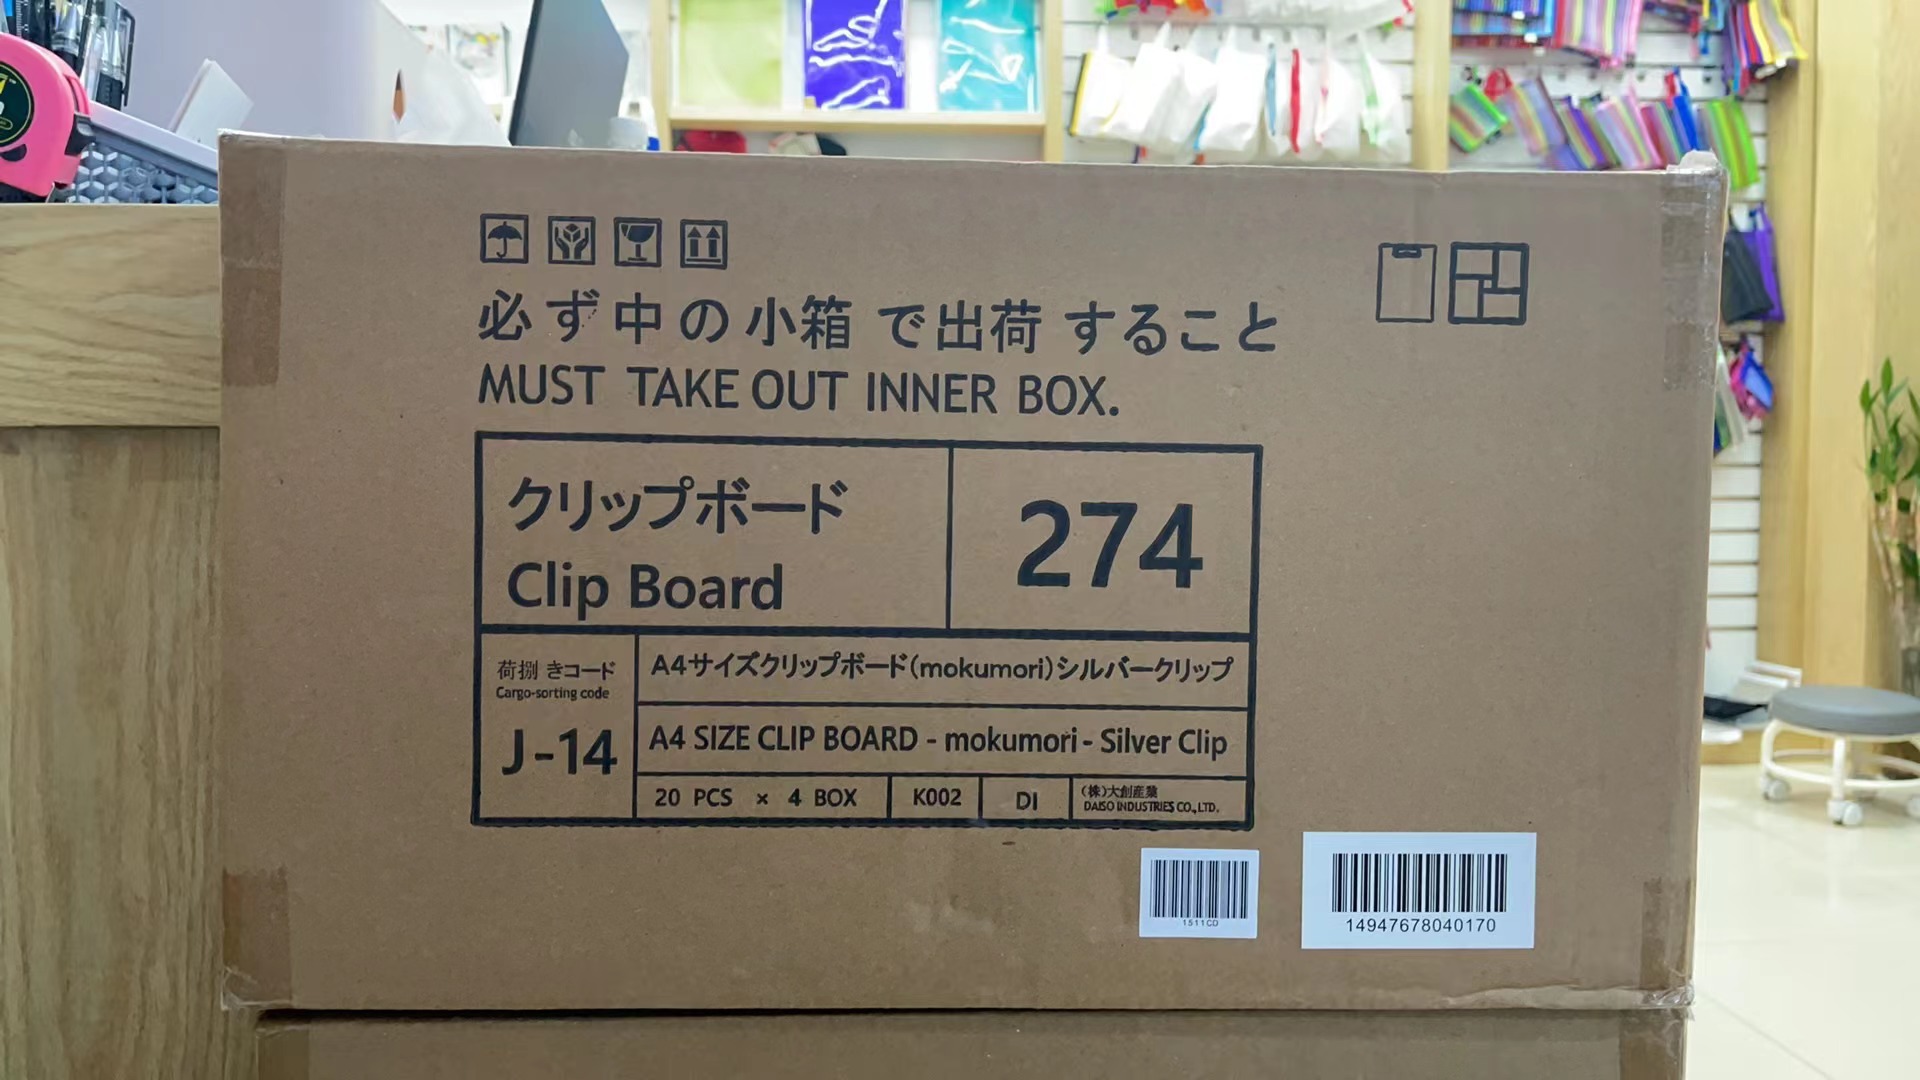 必ず中の小箱で出荷すること
MUST TAKE OUT INNER BOX.
クリップボード
Clip Board
274
荷捌きコード
Cargo-sorting code
J-14
A4サイズクリップボード(mokumori)シルバークリップ
A4 SIZE CLIP BOARD - mokumori - Silver Clip
20 PCS × 4 BOX
K002
DI
(株)大創産業
DAISO INDUSTRIES CO., LTD.
1511CD
14947678040170